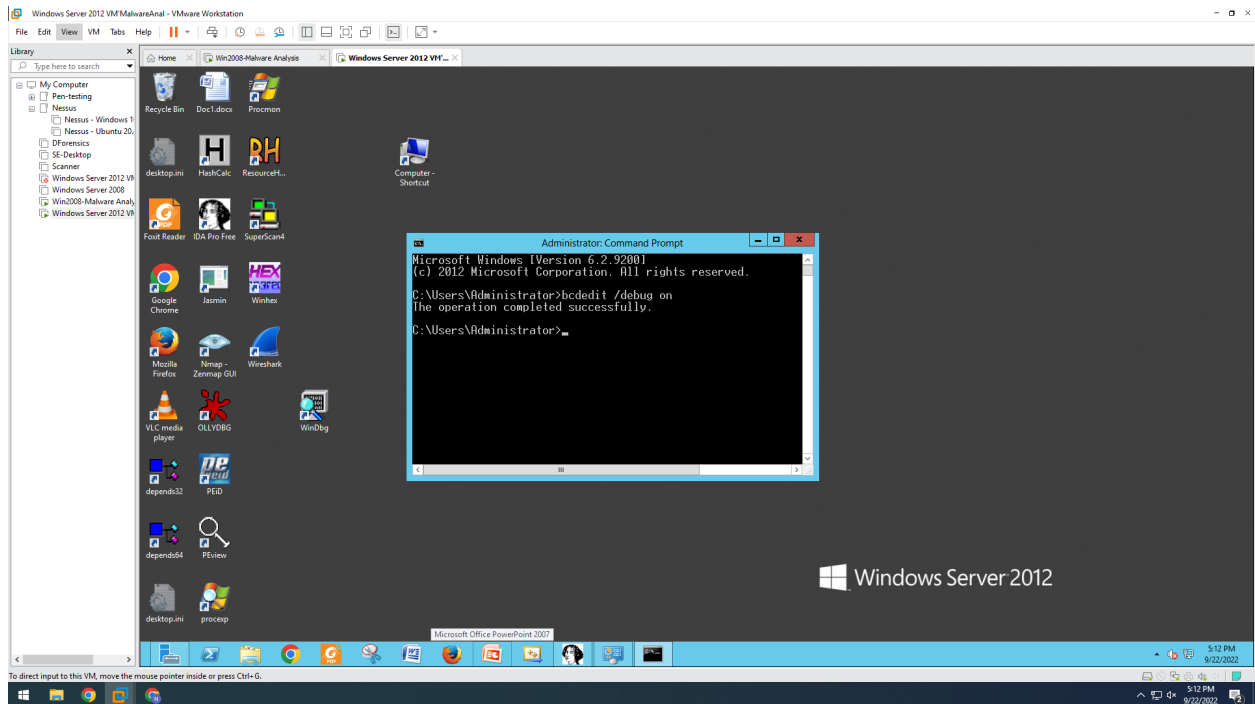 Windows Server 2012 VM'MalwareAnal - VMware Workstation
File Edit View VM Tabs Help
Library
Type here to search
My Computer
Pen-testing
Nessus
Nessus - Windows 1
Nessus - Ubuntu 20.
DForensics
SE-Desktop
Scanner
Windows Server 2012 VM
Windows Server 2008
Win2008-Malware Analy
Windows Server 2012 VM
Home
Win2008-Malware Analysis
Windows Server 2012 VM'...
Recycle Bin
Doc1.docx
Procmon
desktop.ini
HashCalc
ResourceH...
Computer -
Shortcut
Foxit Reader
IDA Pro Free
SuperScan4
Google
Chrome
Jasmin
Winhex
Mozilla
Firefox
Nmap -
Zenmap GUI
Wireshark
VLC media
player
OLLYDBG
WinDbg
depends32
PEiD
depends64
PEview
desktop.ini
procexp
Administrator: Command Prompt
Microsoft Windows [Version 6.2.9200]
(c) 2012 Microsoft Corporation. All rights reserved.
C:\Users\Administrator>bcdedit /debug on
The operation completed successfully.
C:\Users\Administrator>_
Windows Server 2012
Microsoft Office PowerPoint 2007
5:12 PM
9/22/2022
To direct input to this VM, move the mouse pointer inside or press Ctrl+G.
5:12 PM
9/22/2022